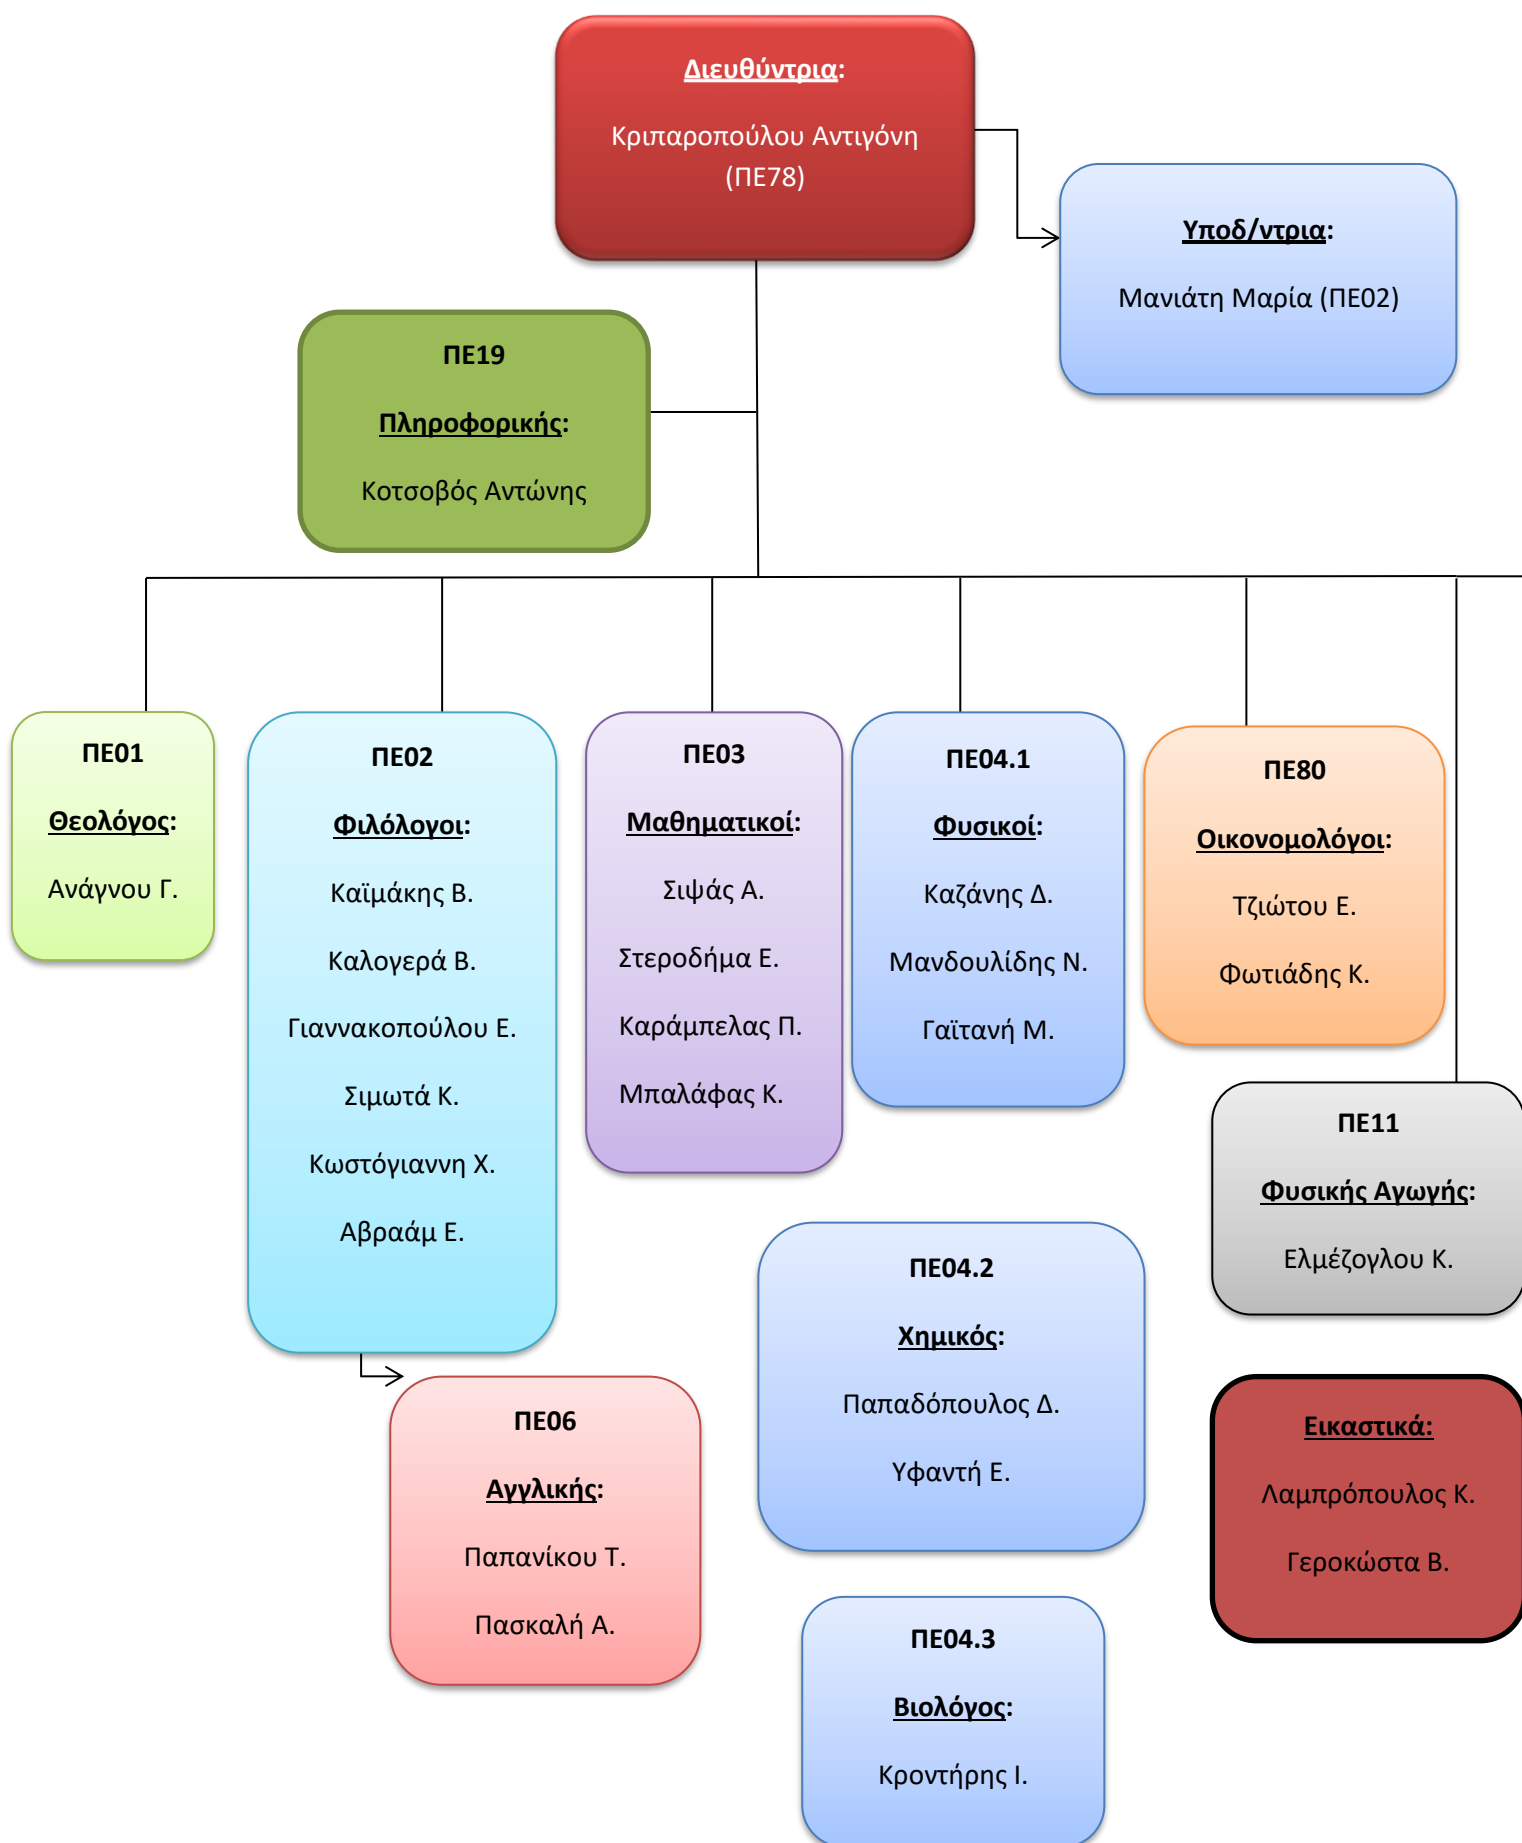 Διευθύντρια:
Κριπαροπούλου Αντιγόνη
(ΠΕ78)
Υποδ/ντρια:
Μανιάτη Μαρία (ΠΕ02)
ΠΕ19
Πληροφορικής:
Κοτσοβός Αντώνης
ΠΕ01
Θεολόγος:
Ανάγνου Γ.
ΠΕ02
Φιλόλογοι:
Καϊμάκης Β.
Καλογερά Β.
Γιαννακοπούλου Ε.
Σιμωτά Κ.
Κωστόγιαννη Χ.
Αβραάμ Ε.
ΠΕ03
Μαθηματικοί:
Σιψάς Α.
Στεροδήμα Ε.
Καράμπελας Π.
Μπαλάφας Κ.
ΠΕ04.1
Φυσικοί:
Καζάνης Δ.
Μανδουλίδης Ν.
Γαϊτανή Μ.
ΠΕ80
Οικονομολόγοι:
Τζιώτου Ε.
Φωτιάδης Κ.
ΠΕ11
Φυσικής Αγωγής:
Ελμέζογλου Κ.
ΠΕ04.2
Χημικός:
Παπαδόπουλος Δ.
Υφαντή Ε.
ΠΕ06
Αγγλικής:
Παπανίκου Τ.
Πασκαλή Α.
Εικαστικά:
Λαμπρόπουλος Κ.
Γεροκώστα Β.
ΠΕ04.3
Βιολόγος:
Κροντήρης Ι.